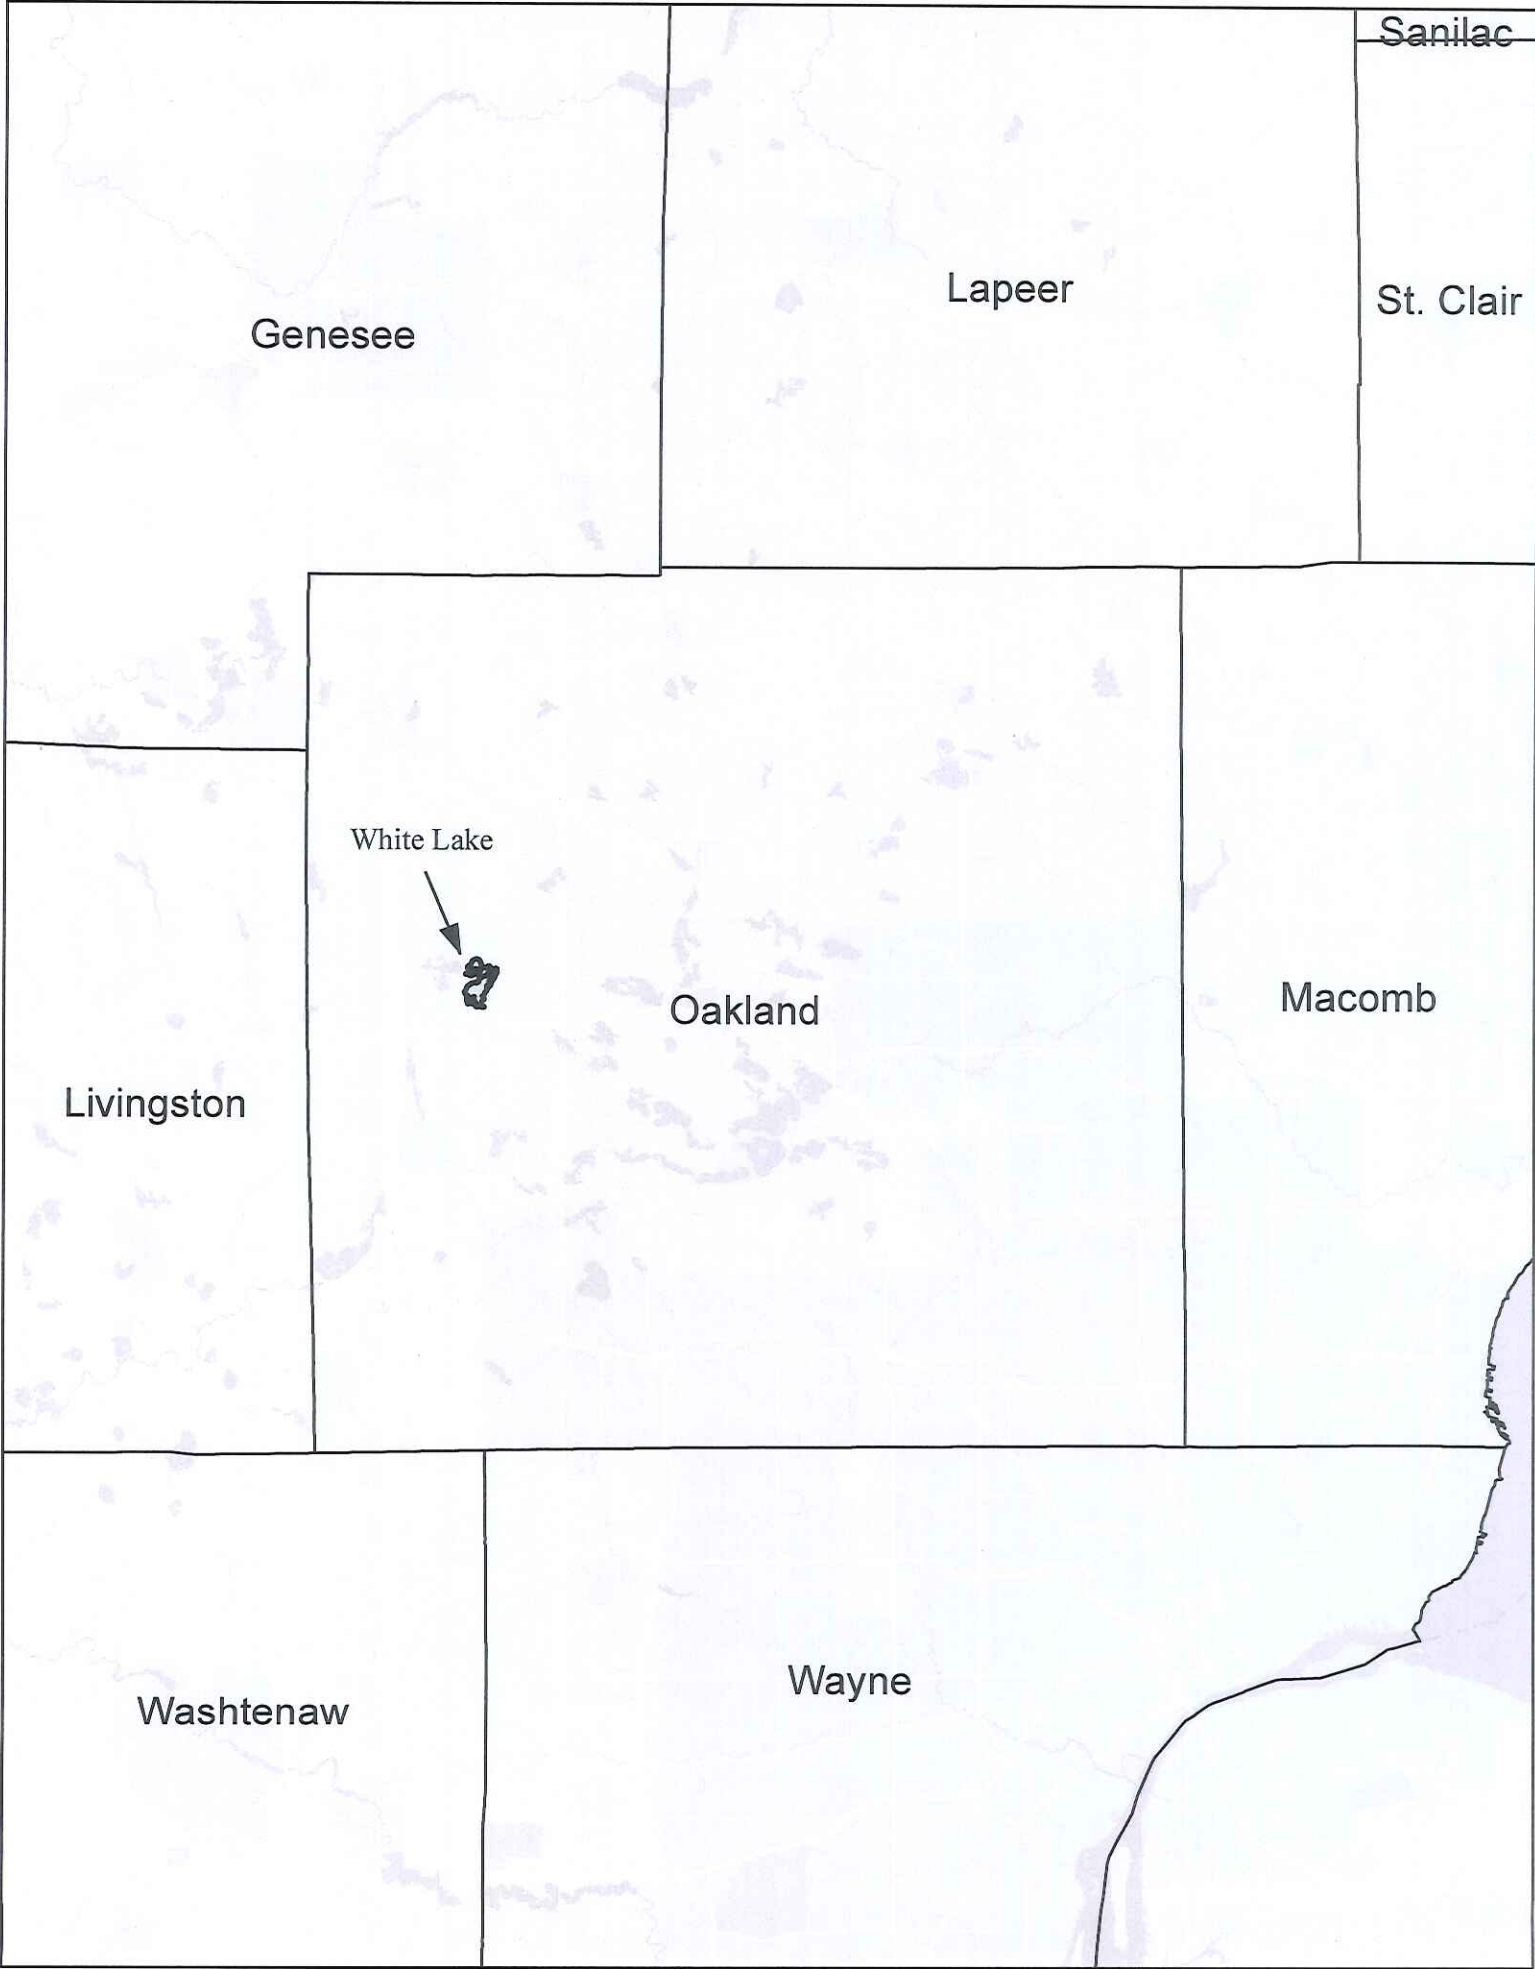 Sanilac
Lapeer
St. Clair
Genesee
White Lake
Oakland
Macomb
Livingston
Wayne
Washtenaw